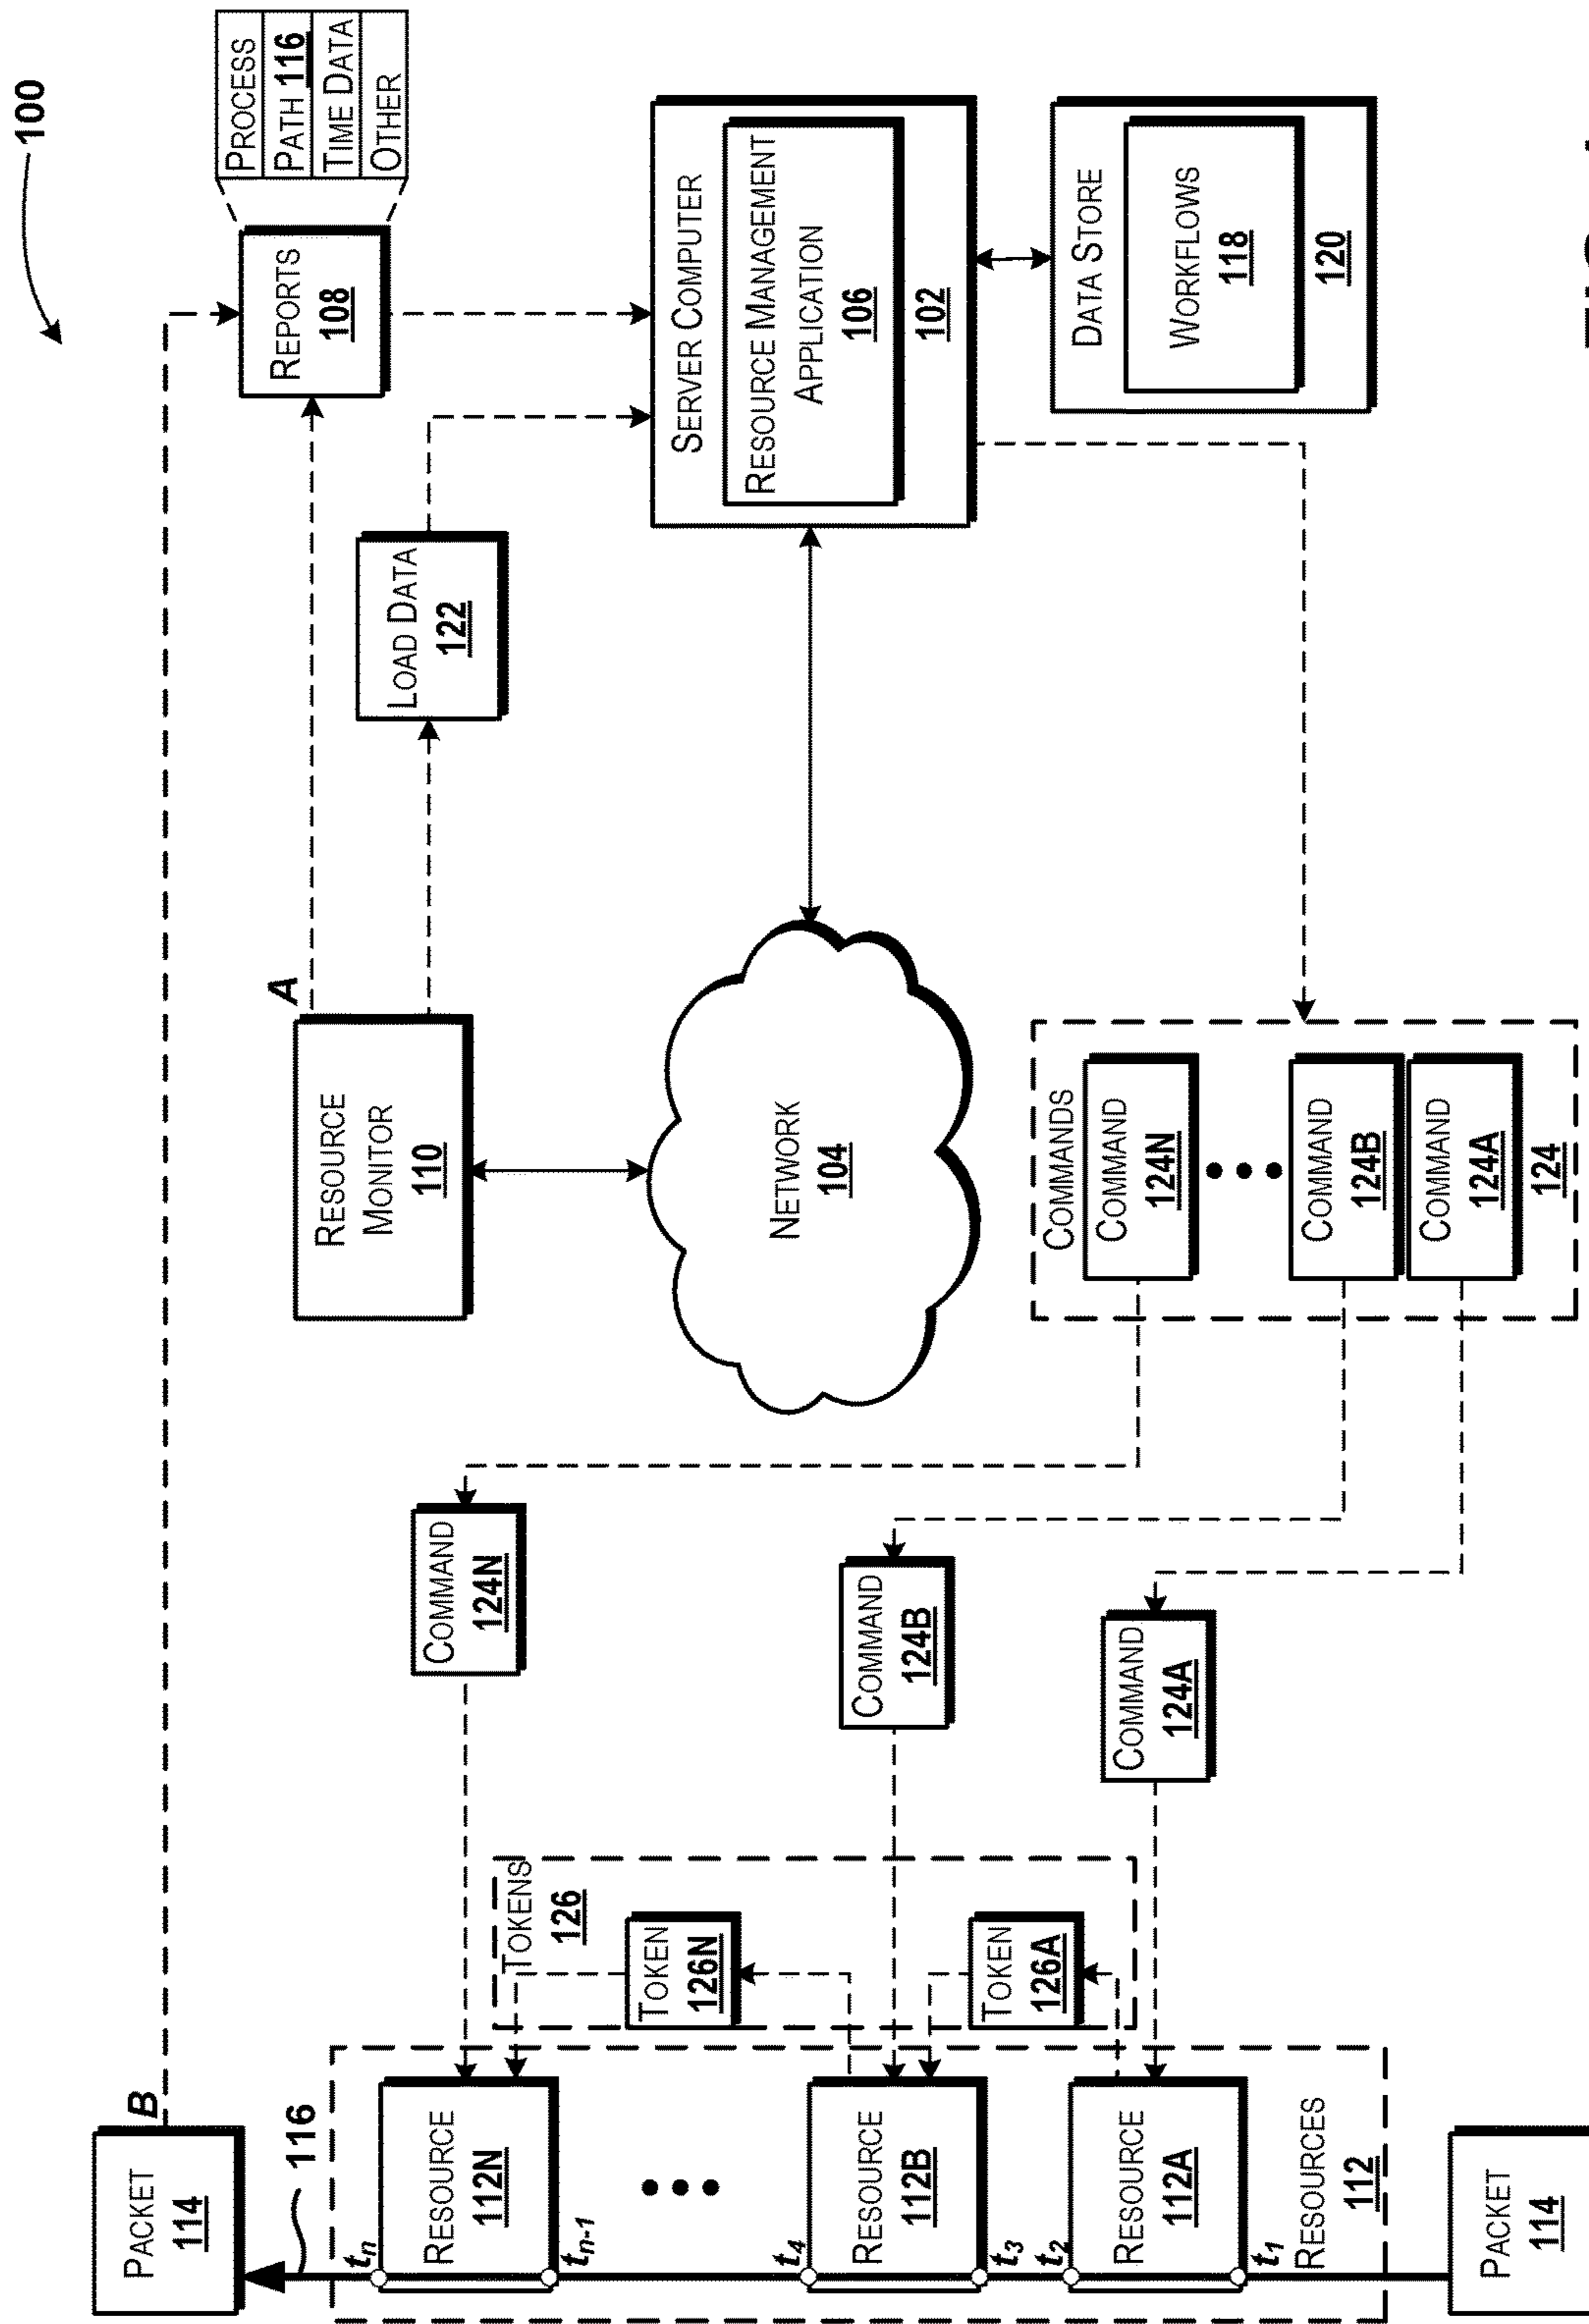 PACKET
114
t1
t2
t3
t4
tn-1
tn
116
PACKET
114
B
RESOURCE
112A
RESOURCE
112B
•••
RESOURCE
112N
RESOURCES
112
TOKEN
126A
TOKEN
126N
TOKENS
126
COMMAND
124A
COMMAND
124B
COMMAND
124N
COMMANDS
COMMAND
124N
•••
COMMAND
124B
COMMAND
124A
124
NETWORK
104
RESOURCE
MONITOR
110
A
LOAD DATA
122
SERVER COMPUTER
RESOURCE MANAGEMENT
APPLICATION
106
102
DATA STORE
WORKFLOWS
118
120
REPORTS
108
PROCESS
PATH 116
TIME DATA
OTHER
100